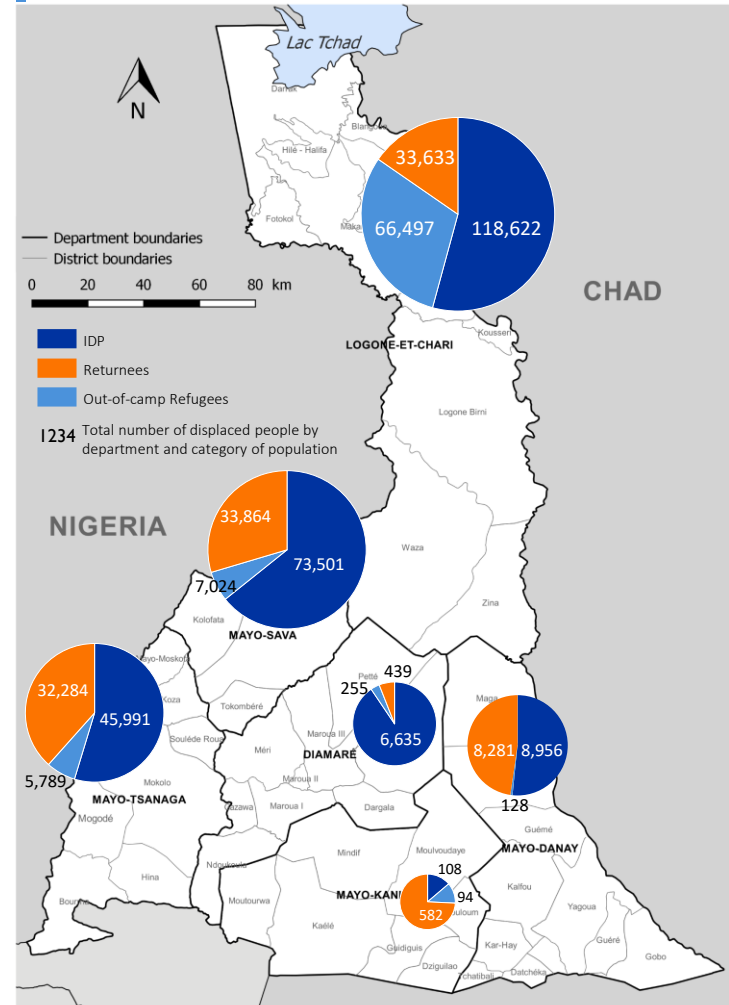 Lac Tchad
Darak
N
Blangoua
Hilé - Halifa
33,633
Fotokol
66,497
118,622
Department boundaries
District boundaries
0 20 40 60 80 km
CHAD
IDP
Returnees
Out-of-camp Refugees
Kousseri
LOGONE-ET-CHARI
Logone Birni
1234 Total number of displaced people by
department and category of population
NIGERIA
33,864
73,501
7,024
Waza
Zina
Kolofata
MAYO-SAVA
Mayo-Moskota
32,284
45,991
5,789
Koza
Tokombéré
Souléde Roua
Mokolo
MAYO-TSANAGA
Mogodé
Hina
Petté
439
255
6,635
Maroua III
Méri
DIAMARÉ
Maroua II
Maroua I
Gazawa
Dargala
Ndoukoula
Maga
8,281
8,956
128
Guémé
MAYO-DANAY
Mindif
Moulvoudaye
108
94
582
MAYO-KANI
Moutourwa
Kaélé
Guidiguis
Dziguilao
Kalfou
Yagoua
Kar-Hay
Guéré
Gobo
Tchatibali
Datchéka